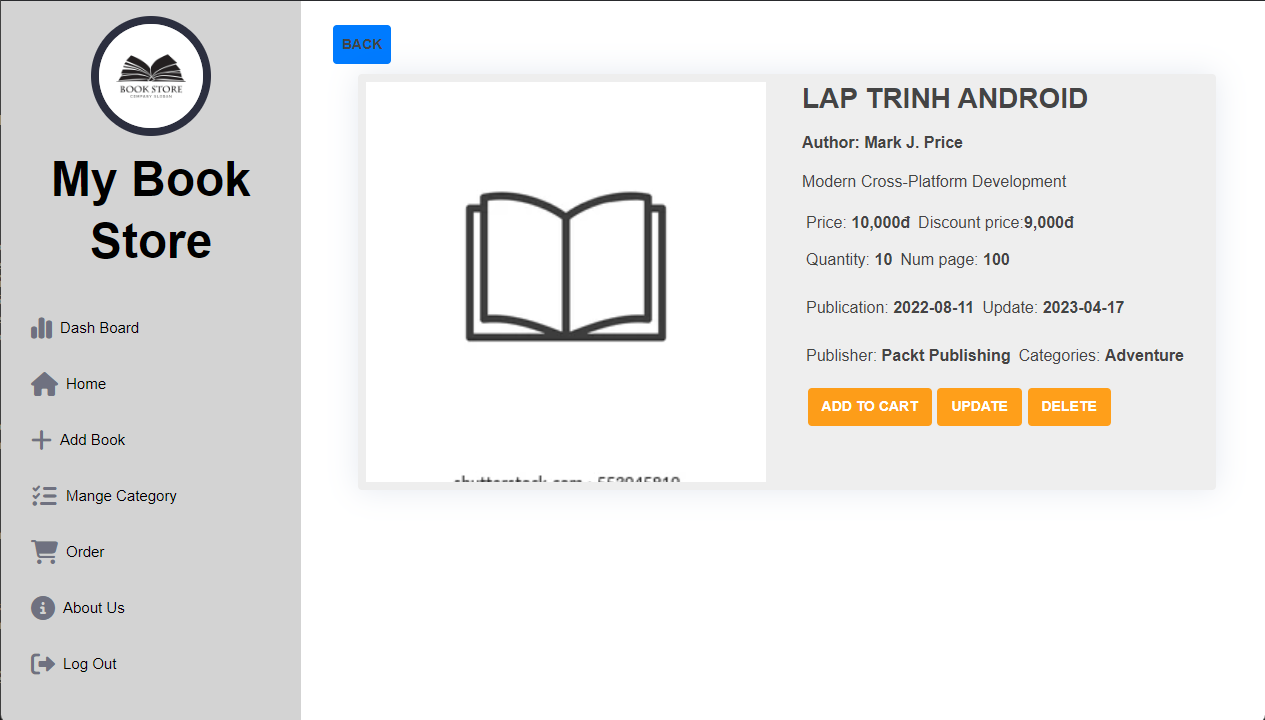 BOOK STORE
COMPANY SLOGAN
My Book
Store
Dash Board
Home
Add Book
Mange Category
Order
About Us
Log Out
BACK
LAP TRINH ANDROID
Author: Mark J. Price
Modern Cross-Platform Development
Price: 10,000đ Discount price:9,000đ
Quantity: 10 Num page: 100
Publication: 2022-08-11 Update: 2023-04-17
Publisher: Packt Publishing Categories: Adventure
ADD TO CART UPDATE DELETE